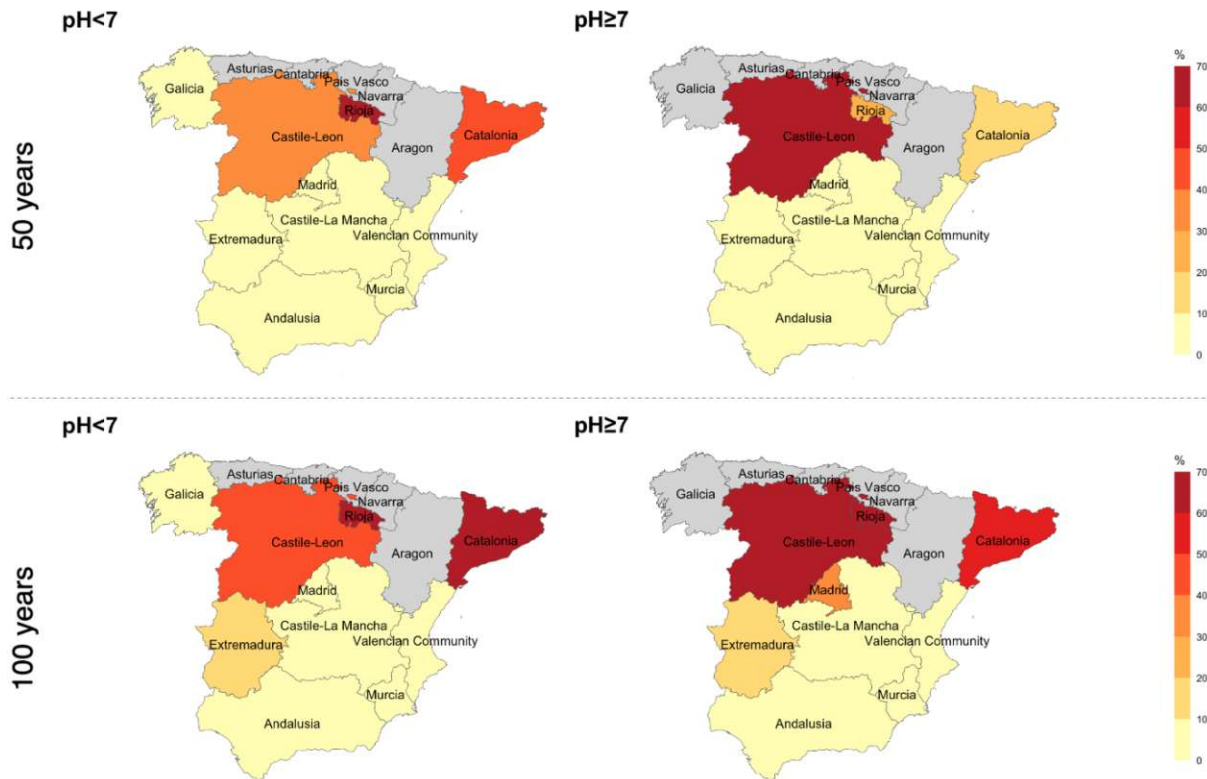 pH<7
pH≥7
50 years
Galicia
Asturias
Cantabria
Pais Vasco
Navarra
Rioja
Castile-Leon
Aragon
Catalonia
Madrid
Castile-La Mancha
Extremadura
Valencian Community
Murcia
Andalusia
Galicia
Asturias
Cantabria
Pais Vasco
Navarra
Rioja
Castile-Leon
Aragon
Catalonia
Madrid
Castile-La Mancha
Extremadura
Valencian Community
Murcia
Andalusia
%
70
60
50
40
30
20
10
0
pH<7
pH≥7
100 years
Galicia
Asturias
Cantabria
Pais Vasco
Navarra
Rioja
Castile-Leon
Aragon
Catalonia
Madrid
Castile-La Mancha
Extremadura
Valencian Community
Murcia
Andalusia
Galicia
Asturias
Cantabria
Pais Vasco
Navarra
Rioja
Castile-Leon
Aragon
Catalonia
Madrid
Castile-La Mancha
Extremadura
Valencian Community
Murcia
Andalusia
%
70
60
50
40
30
20
10
0